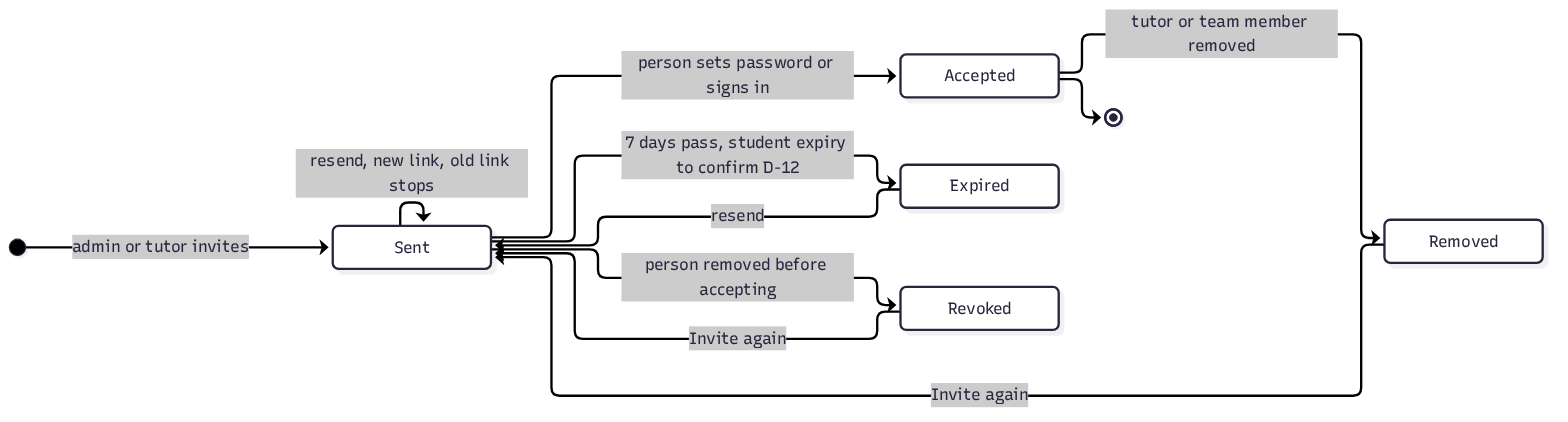 tutor or team member
removed
person sets password or
signs in
Accepted
7 days pass, student expiry
to confirm D-12
resend, new link, old link
stops
Expired
resend
admin or tutor invites
Sent
Removed
person removed before
accepting
Revoked
Invite again
Invite again